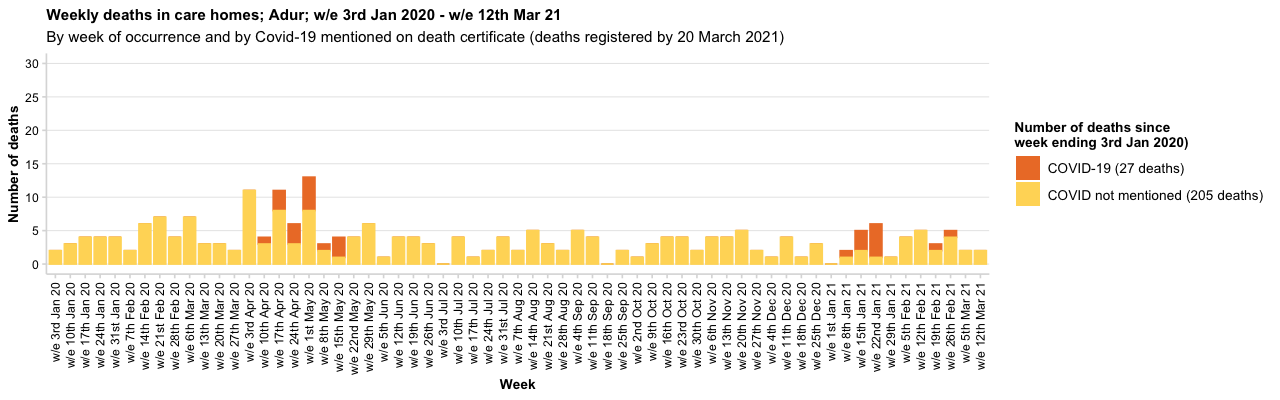 Weekly deaths in care homes; Adur; w/e 3rd Jan 2020 - w/e 12th Mar 21
By week of occurrence and by Covid-19 mentioned on death certificate (deaths registered by 20 March 2021)
Number of deaths
30
25
20
15
10
5
0
w/e 3rd Jan 20
w/e 10th Jan 20
w/e 17th Jan 20
w/e 24th Jan 20
w/e 31st Jan 20
w/e 7th Feb 20
w/e 14th Feb 20
w/e 21st Feb 20
w/e 28th Feb 20
w/e 6th Mar 20
w/e 13th Mar 20
w/e 20th Mar 20
w/e 27th Mar 20
w/e 3rd Apr 20
w/e 10th Apr 20
w/e 17th Apr 20
w/e 24th Apr 20
w/e 1st May 20
w/e 8th May 20
w/e 15th May 20
w/e 22nd May 20
w/e 29th May 20
w/e 5th Jun 20
w/e 12th Jun 20
w/e 19th Jun 20
w/e 26th Jun 20
w/e 3rd Jul 20
w/e 10th Jul 20
w/e 17th Jul 20
w/e 24th Jul 20
w/e 31st Jul 20
w/e 7th Aug 20
w/e 14th Aug 20
w/e 21st Aug 20
w/e 28th Aug 20
w/e 4th Sep 20
w/e 11th Sep 20
w/e 18th Sep 20
w/e 25th Sep 20
w/e 2nd Oct 20
w/e 9th Oct 20
w/e 16th Oct 20
w/e 23rd Oct 20
w/e 30th Oct 20
w/e 6th Nov 20
w/e 13th Nov 20
w/e 20th Nov 20
w/e 27th Nov 20
w/e 4th Dec 20
w/e 11th Dec 20
w/e 18th Dec 20
w/e 25th Dec 20
w/e 1st Jan 21
w/e 8th Jan 21
w/e 15th Jan 21
w/e 22nd Jan 21
w/e 29th Jan 21
w/e 5th Feb 21
w/e 12th Feb 21
w/e 19th Feb 21
w/e 26th Feb 21
w/e 5th Mar 21
w/e 12th Mar 21
Week
Number of deaths since
week ending 3rd Jan 2020)
COVID-19 (27 deaths)
COVID not mentioned (205 deaths)